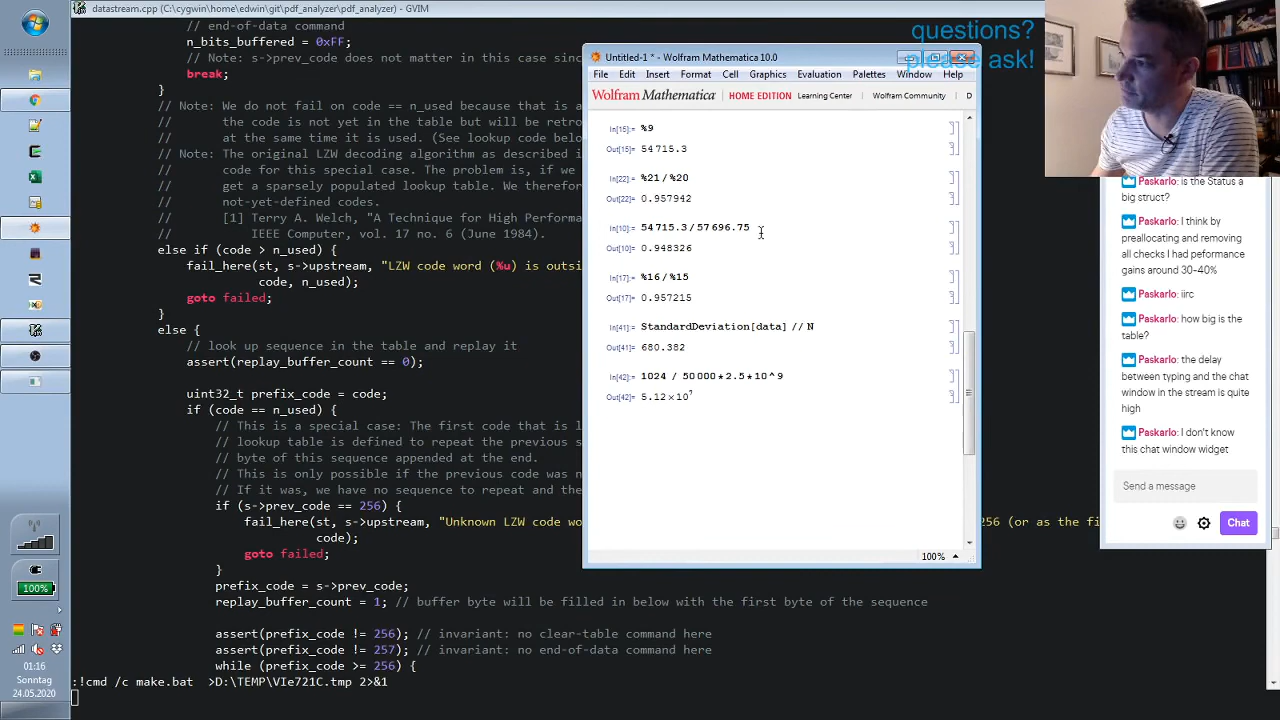 datastream.cpp (C:\cygwin\home\edwin\git\pdf_analyzer\pdf_analyzer) - GVIM
// end-of-data command
n_bits_buffered = 0xFF;
// Note: s->prev_code does not matter in this case sinc
break;
}
// Note: We do not fail on code == n_used because that is a
// the code is not yet in the table but will be retro
// at the same time it is used. (See lookup code belo
// Note: The original LZW decoding algorithm as described i
// code for this special case. The problem is, if we
// get a sparsely populated lookup table. We therefor
// not-yet-defined codes.
// [1] Terry A. Welch, "A Technique for High Performa
// IEEE Computer, vol. 17 no. 6 (June 1984).
else if (code > n_used) {
fail_here(st, s->upstream, "LZW code word (%u) is outsi
code, n_used);
goto failed;
}
else {
// look up sequence in the table and replay it
assert(replay_buffer_count == 0);
uint32_t prefix_code = code;
if (code == n_used) {
// This is a special case: The first code that is l
// lookup table is defined to repeat the previous s
// byte of this sequence appended at the end.
// This is only possible if the previous code was n
// If it was, we have no sequence to repeat and the
if (s->prev_code == 256) {
fail_here(st, s->upstream, "Unknown LZW code wo
256 (or as the fi
code);
goto failed;
}
prefix_code = s->prev_code;
replay_buffer_count = 1; // buffer byte will be filled in below with the first byte of the sequence
assert(prefix_code != 256); // invariant: no clear-table command here
assert(prefix_code != 257); // invariant: no end-of-data command here
while (prefix_code >= 256) {
:!cmd /c make.bat >D:\TEMP\VIe721C.tmp 2>&1
100%
01:16
Sonntag
24.05.2020
Untitled-1 * - Wolfram Mathematica 10.0
File Edit Insert Format Cell Graphics Evaluation Palettes Window Help
Wolfram Mathematica HOME EDITION Learning Center Wolfram Community D
In[15]:= %9
Out[15]= 54715.3
In[22]:= %21 / %20
Out[22]= 0.957942
In[10]:= 54715.3 / 57696.75
Out[10]= 0.948326
In[17]:= %16 / %15
Out[17]= 0.957215
In[41]:= StandardDeviation[data] // N
Out[41]= 680.382
In[42]:= 1024 / 50000*2.5*10^9
Out[42]= 5.12×10⁷
100%
questions?
please ask!
Paskarlo: is the Status a
big struct?
Paskarlo: I think by
preallocating and removing
all checks I had peformance
gains around 30-40%
Paskarlo: iirc
Paskarlo: how big is the
table?
Paskarlo: the delay
between typing and the chat
window in the stream is quite
high
Paskarlo: I don't know
this chat window widget
Send a message
Chat